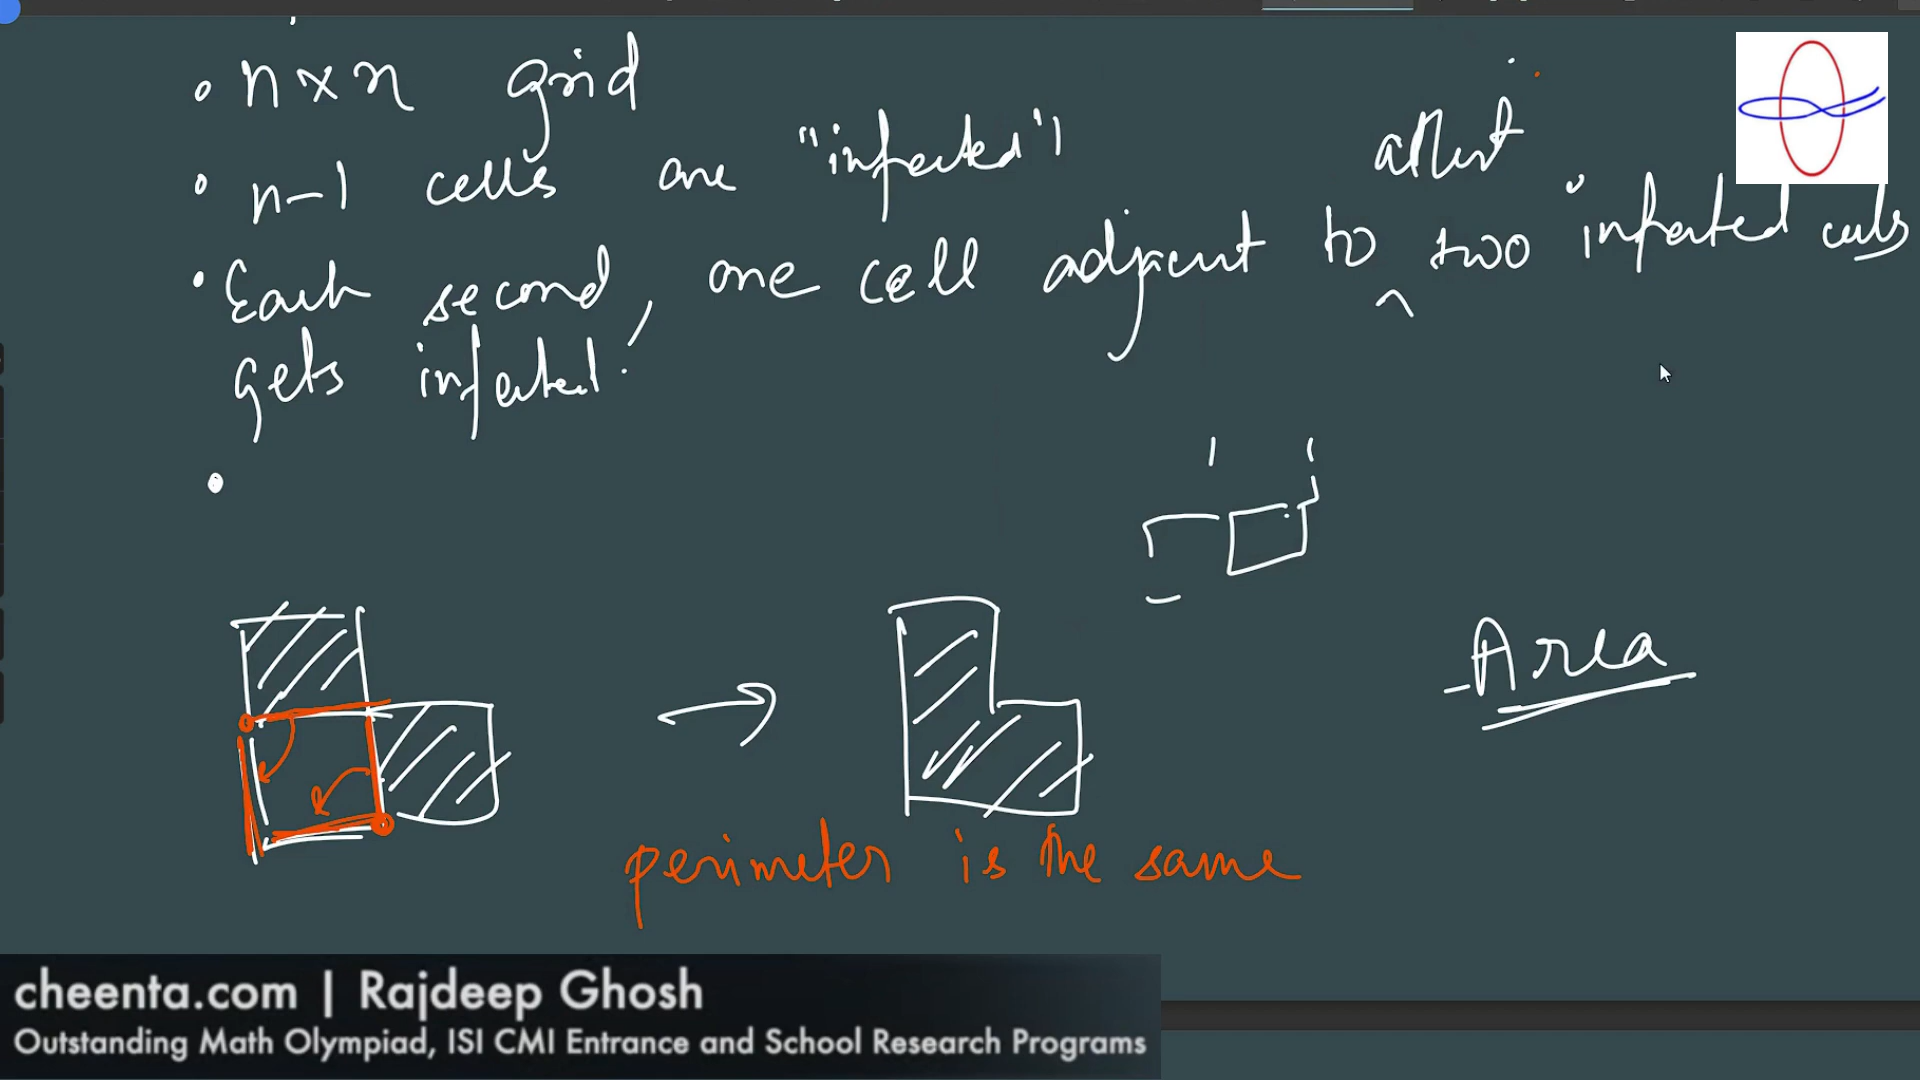 n×n grid
n-1 cells are "infected"
Each second, one cell adjacent to atleast two infected cells
gets infected.
Area
perimeter is the same
cheenta.com | Rajdeep Ghosh
Outstanding Math Olympiad, ISI CMI Entrance and School Research Programs